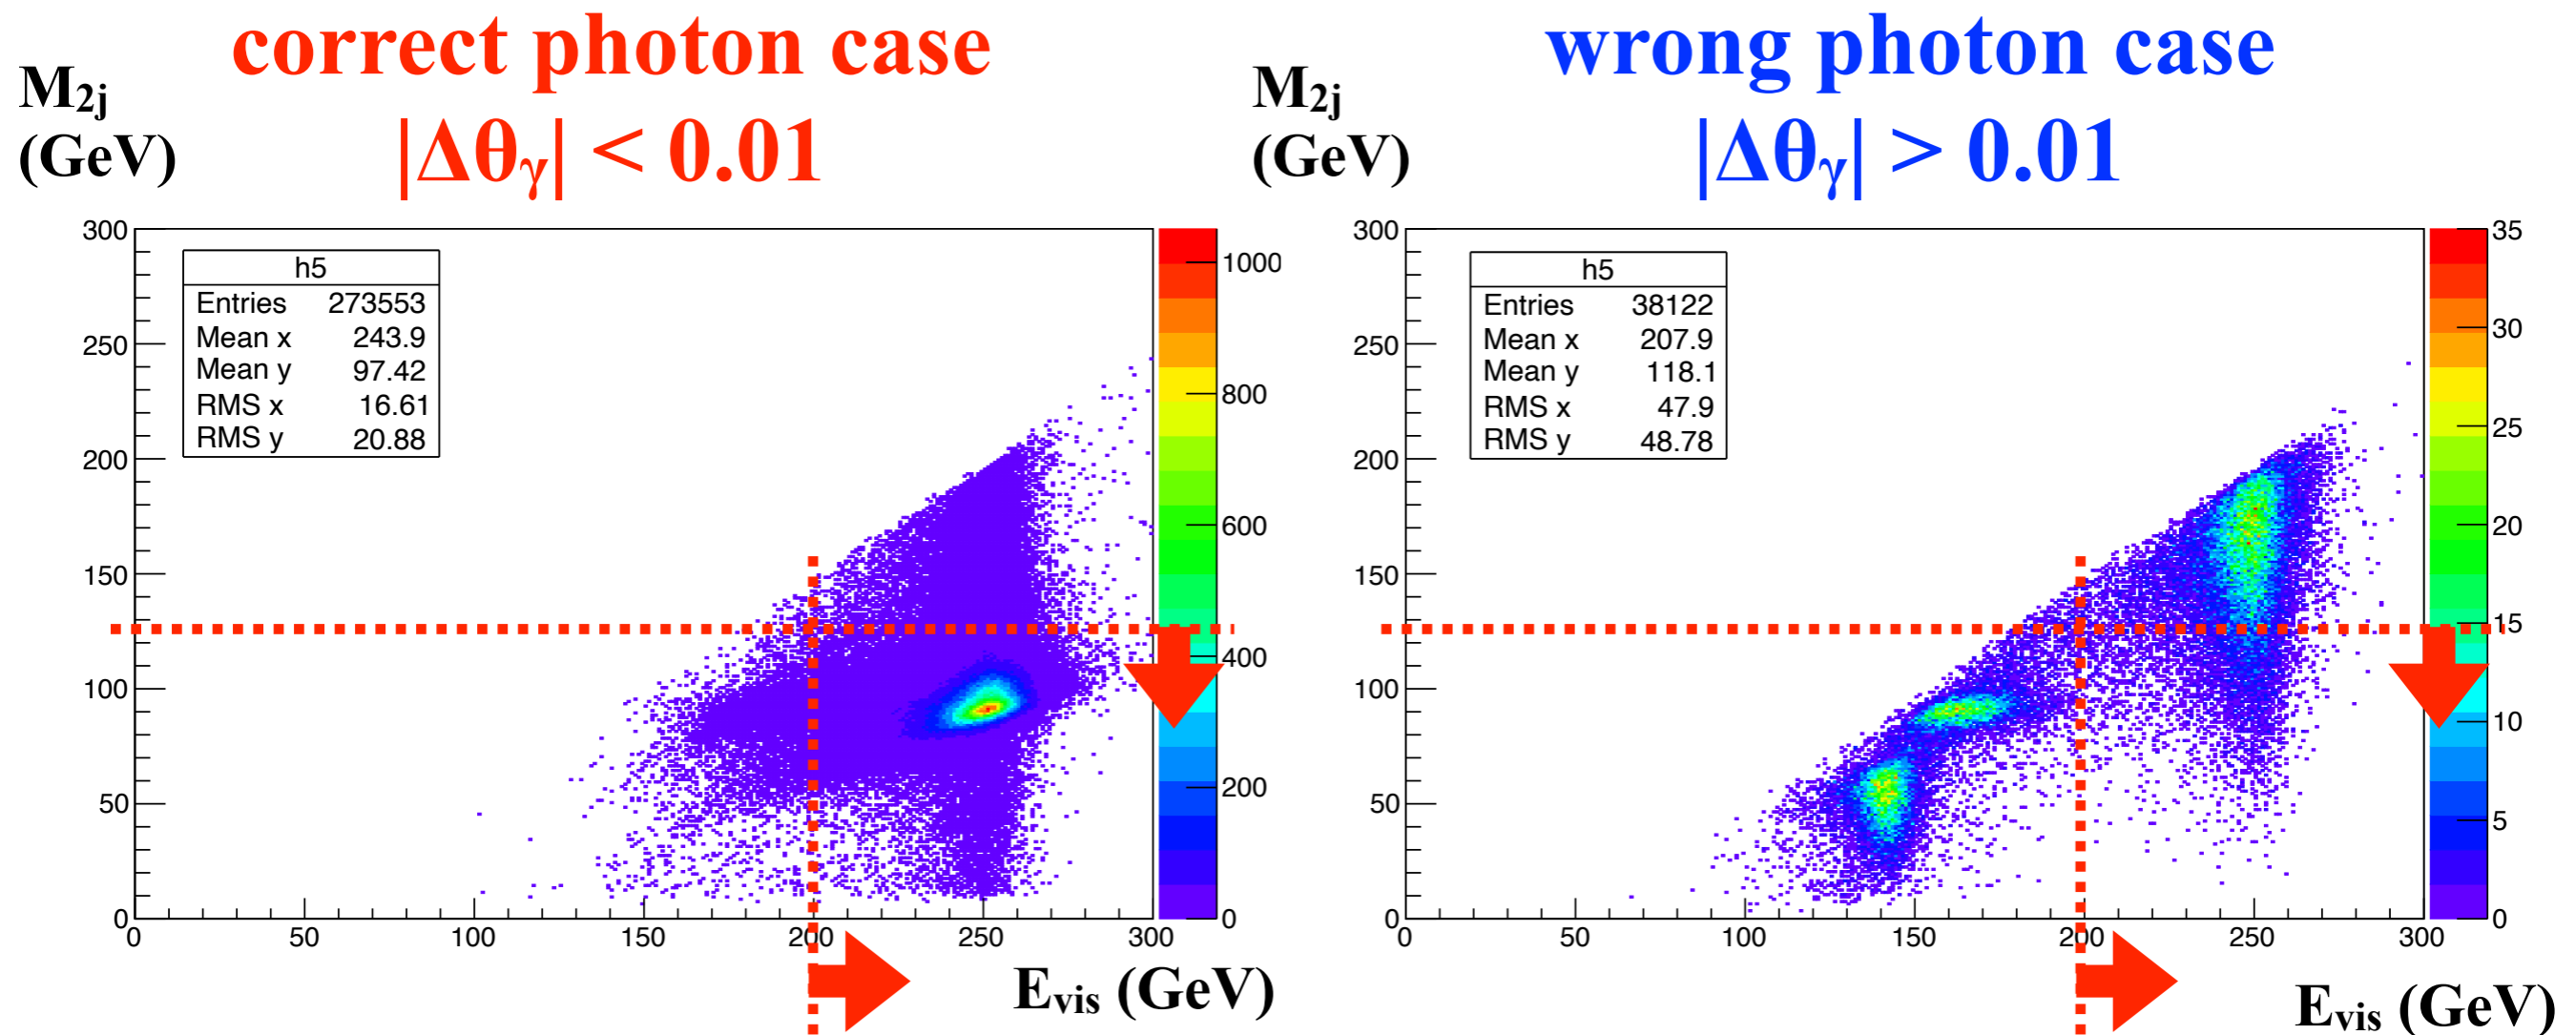 correct photon case
|Δθγ| < 0.01
M2j
(GeV)
300
250
200
150
100
50
0
h5
Entries 273553
Mean x 243.9
Mean y 97.42
RMS x 16.61
RMS y 20.88
1000
800
600
400
200
0
0 50 100 150 200 250 300
Evis (GeV)
wrong photon case
|Δθγ| > 0.01
M2j
(GeV)
300
250
200
150
100
50
0
h5
Entries 38122
Mean x 207.9
Mean y 118.1
RMS x 47.9
RMS y 48.78
35
30
25
20
15
10
5
0
0 50 100 150 200 250 300
Evis (GeV)